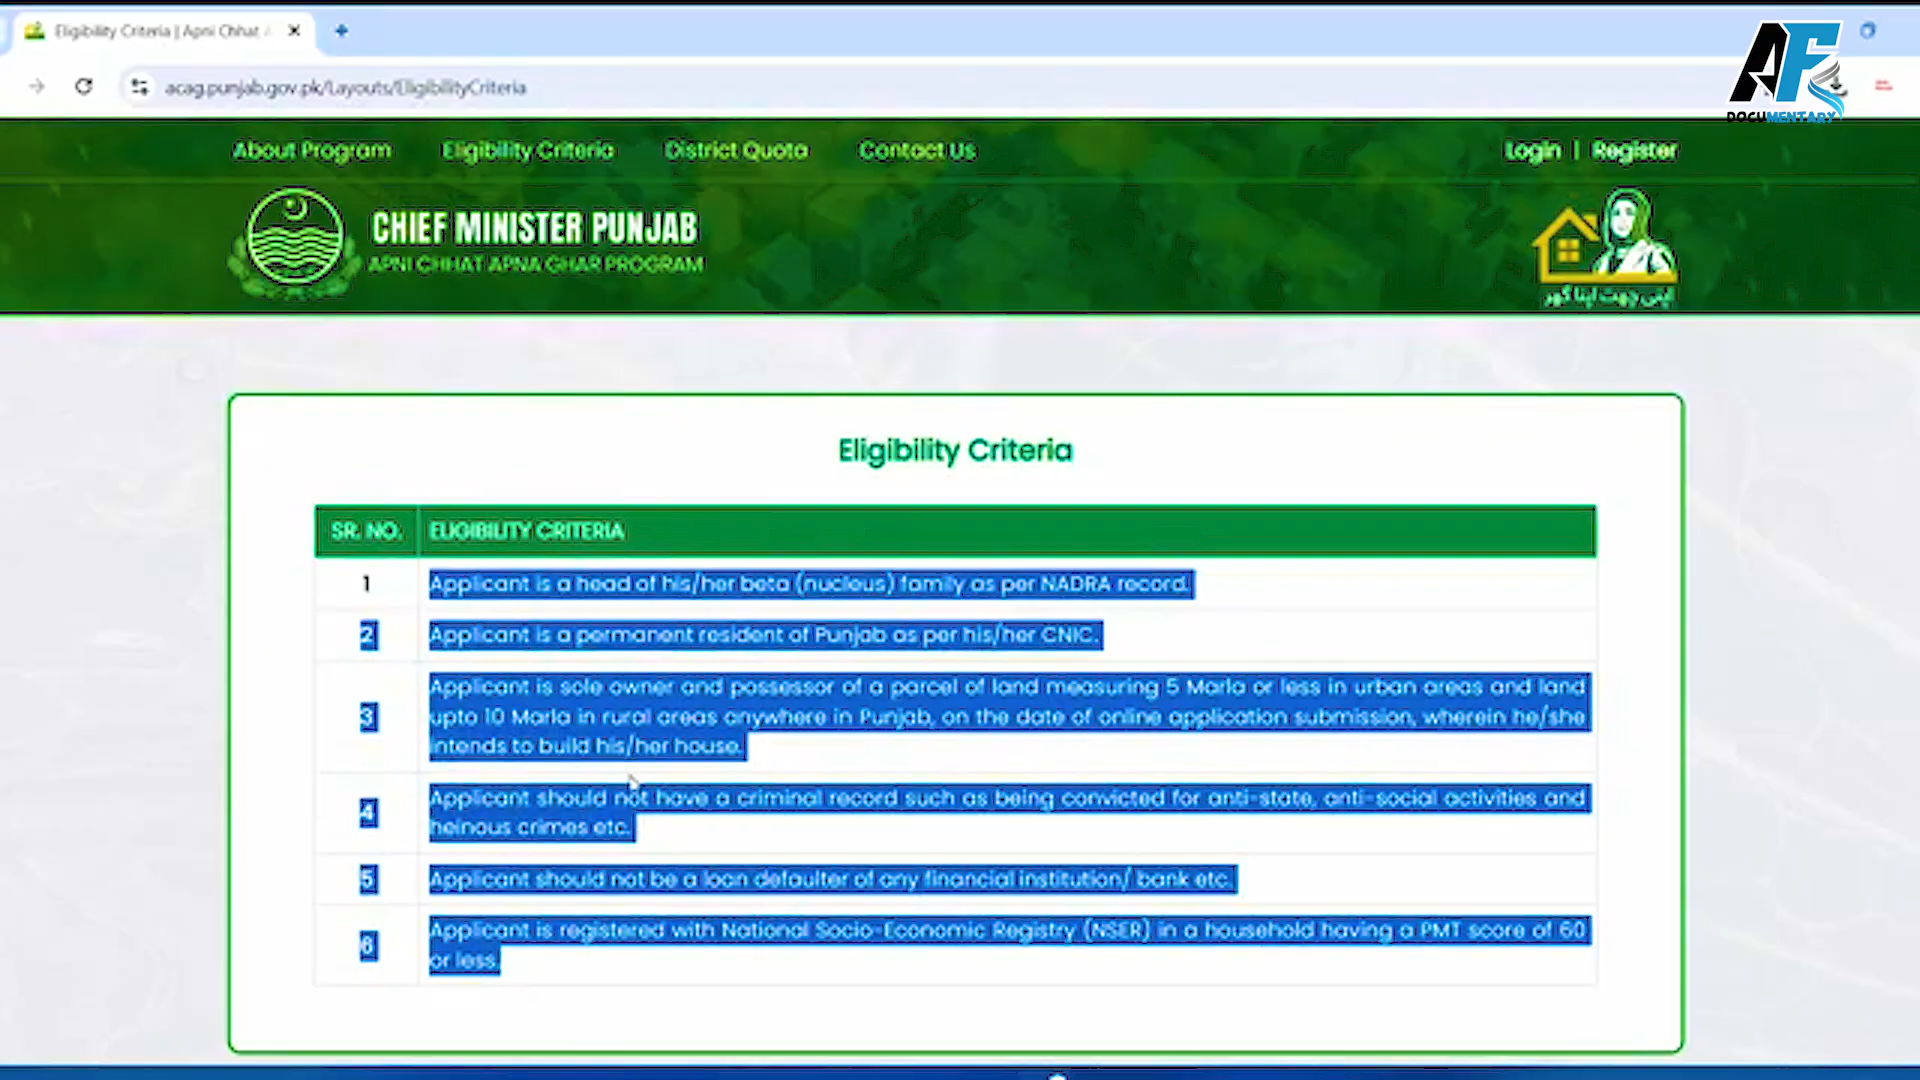 Eligibility Criteria | Apni Chhat A
acag.punjab.gov.pk/Layouts/EligibilityCriteria
AF
DOCUMENTARY
About Program
Eligibility Criteria
District Quota
Contact Us
Login | Register
CHIEF MINISTER PUNJAB
APNI CHHAT APNA GHAR PROGRAM
اپنی چھت اپنا گھر
Eligibility Criteria
SR. NO. ELIGIBILITY CRITERIA
1 Applicant is a head of his/her beta (nucleus) family as per NADRA record.
2 Applicant is a permanent resident of Punjab as per his/her CNIC.
3 Applicant is sole owner and possessor of a parcel of land measuring 5 Marla or less in urban areas and land
upto 10 Marla in rural areas anywhere in Punjab, on the date of online application submission, wherein he/she
intends to build his/her house.
4 Applicant should not have a criminal record such as being convicted for anti-state, anti-social activities and
heinous crimes etc.
5 Applicant should not be a loan defaulter of any financial institution/ bank etc.
6 Applicant is registered with National Socio-Economic Registry (NSER) in a household having a PMT score of 60
or less.